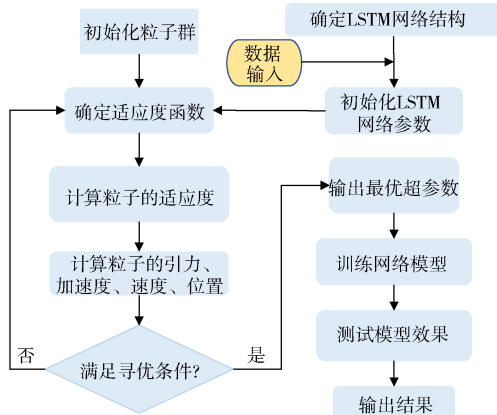 初始化粒子群
确定LSTM网络结构
数据
输入
确定适应度函数
初始化LSTM
网络参数
计算粒子的适应度
输出最优超参数
计算粒子的引力、
加速度、速度、位置
训练网络模型
否
满足寻优条件?
是
测试模型效果
输出结果